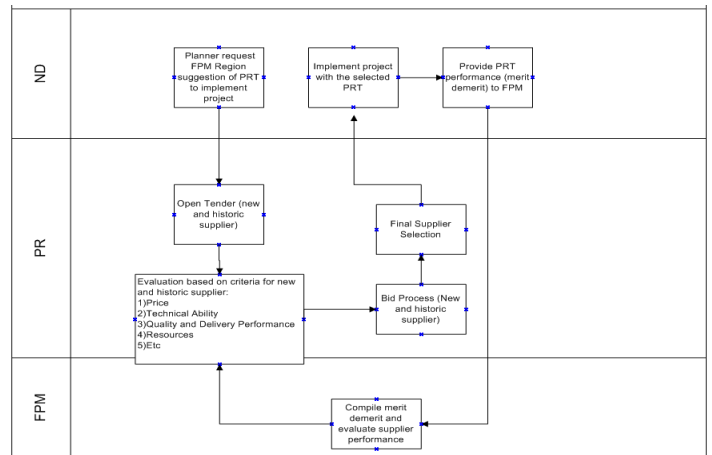 ND
Planner request
FPM Region
suggestion of PRT
to implement
project
Implement project
with the selected
PRT
Provide PRT
performance (merit
demerit) to FPM
PR
Open Tender (new
and historic
supplier)
Final Supplier
Selection
Evaluation based on criteria for new
and historic supplier:
1)Price
2)Technical Ability
3)Quality and Delivery Performance
4)Resources
5)Etc
Bid Process (New
and historic
supplier)
FPM
Compile merit
demerit and
evaluate supplier
performance